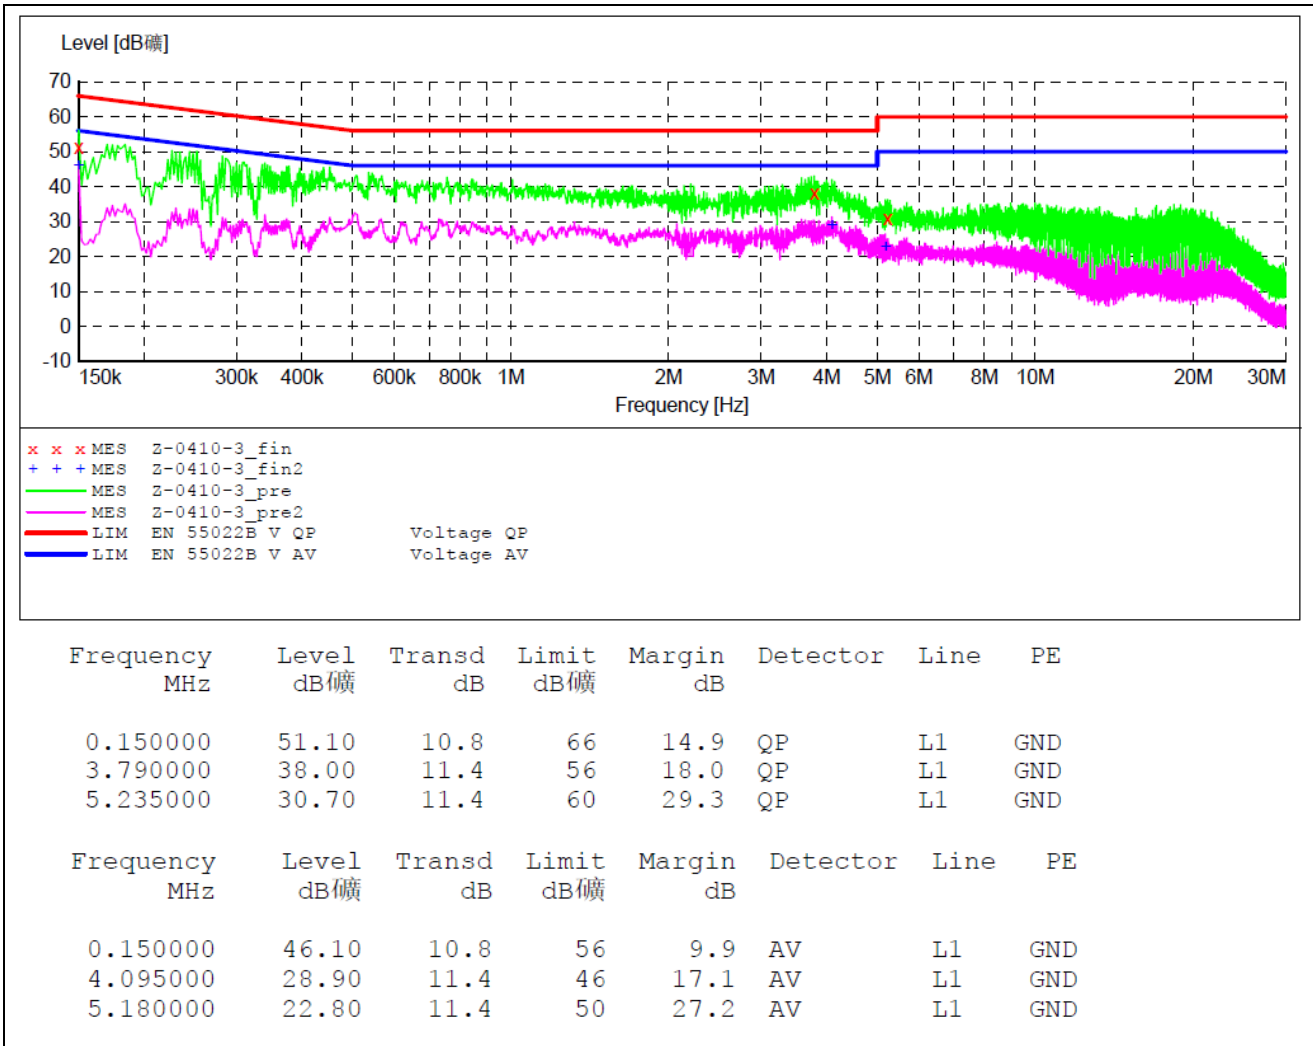 Level [dB礦]
70
60
50
40
30
20
10
0
-10
150k 300k 400k 600k 800k 1M 2M 3M 4M 5M 6M 8M 10M 20M 30M
Frequency [Hz]
x x x MES Z-0410-3_fin
+ + + MES Z-0410-3_fin2
MES Z-0410-3_pre
MES Z-0410-3_pre2
LIM EN 55022B V QP Voltage QP
LIM EN 55022B V AV Voltage AV
Frequency Level Transd Limit Margin Detector Line PE
MHz dB礦 dB dB礦 dB
0.150000 51.10 10.8 66 14.9 QP L1 GND
3.790000 38.00 11.4 56 18.0 QP L1 GND
5.235000 30.70 11.4 60 29.3 QP L1 GND
Frequency Level Transd Limit Margin Detector Line PE
MHz dB礦 dB dB礦 dB
0.150000 46.10 10.8 56 9.9 AV L1 GND
4.095000 28.90 11.4 46 17.1 AV L1 GND
5.180000 22.80 11.4 50 27.2 AV L1 GND